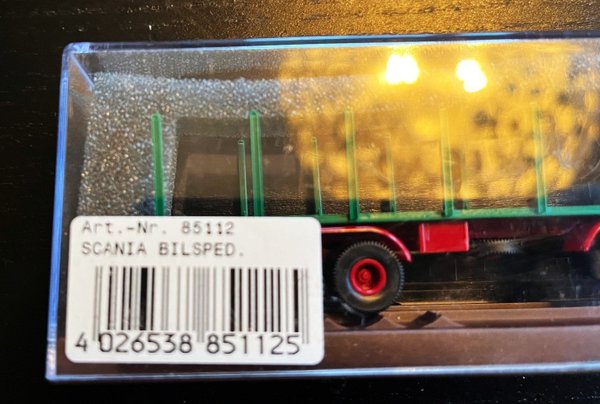 Art.-Nr. 85112
SCANIA BILSPED.
4 026538 851125